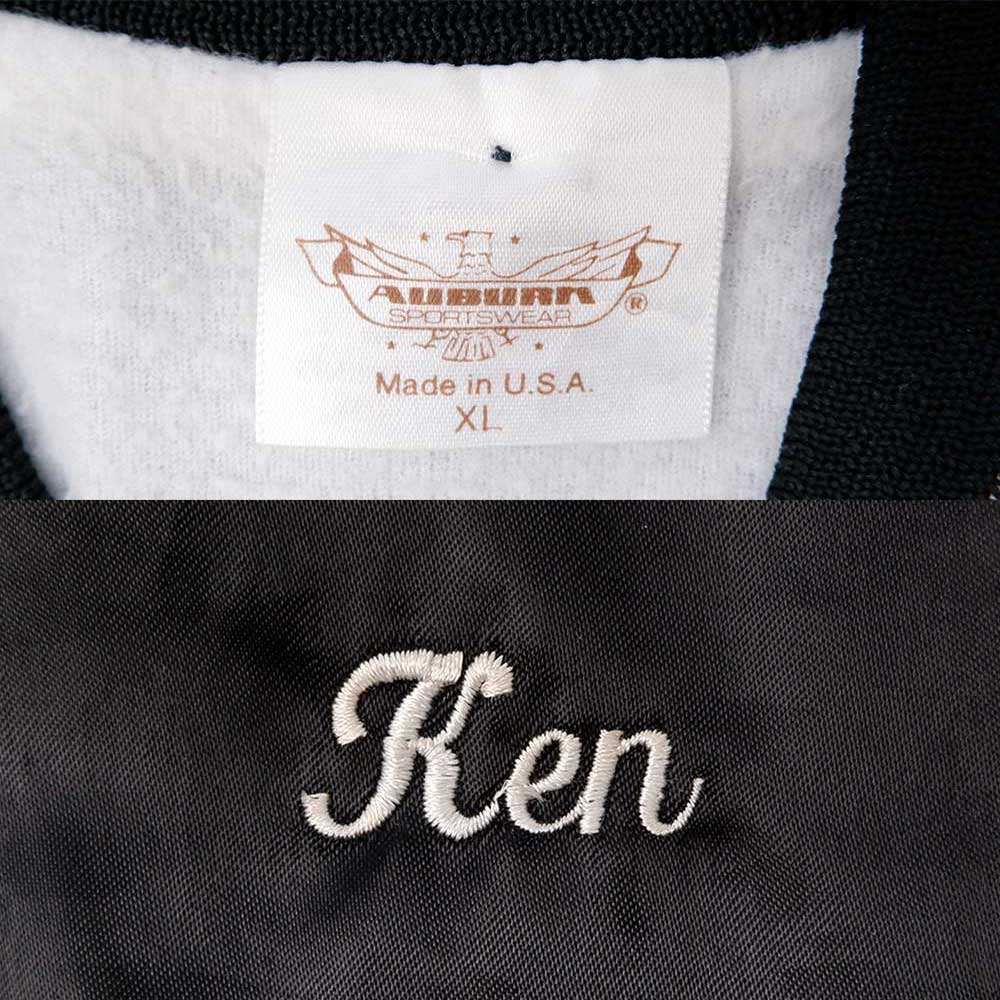 AUBURN
SPORTSWEAR
®
Made in U.S.A.
XL
Ken